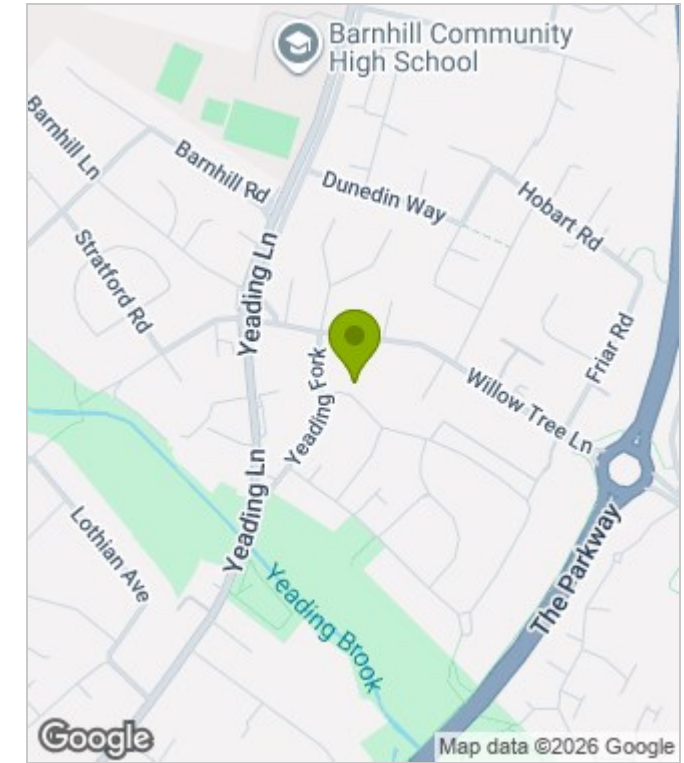 Barnhill Community
High School
Barnhill Ln
Barnhill Rd
Dunedin Way
Hobart Rd
Stratford Rd
Yeading Ln
Friar Rd
Yeading Fork
Willow Tree Ln
Yeading Ln
Lothian Ave
The Parkway
Yeading Brook
Google
Map data ©2026 Google